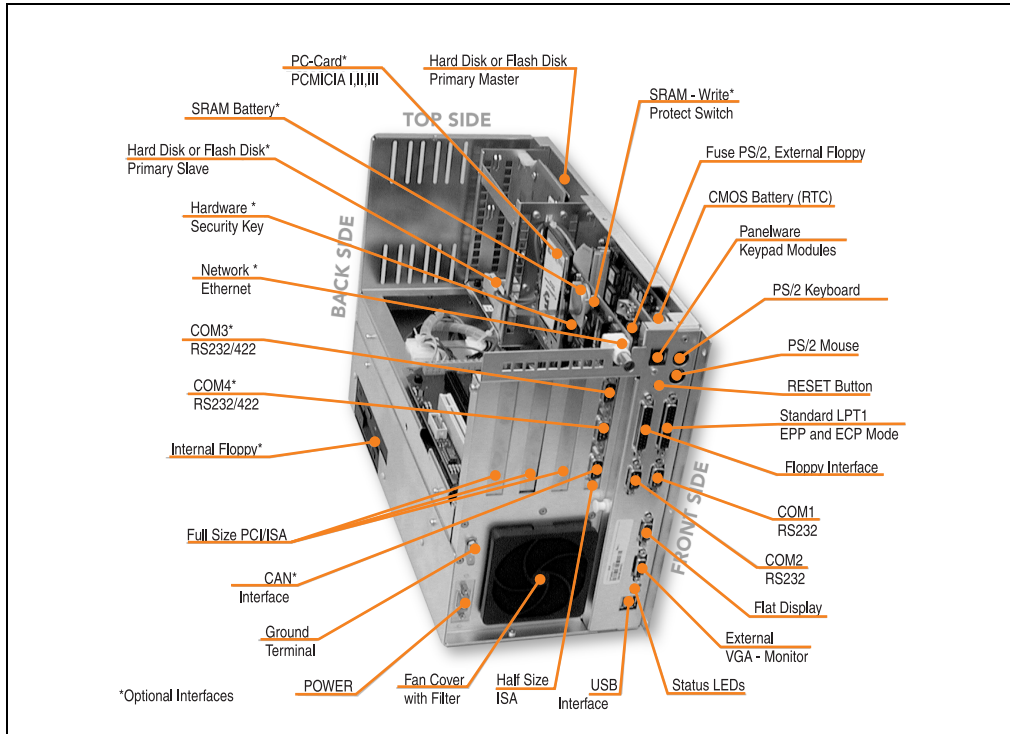 PC-Card*
PCMICIA I,II,III
Hard Disk or Flash Disk
Primary Master
SRAM - Write*
Protect Switch
SRAM Battery*
TOP SIDE
Hard Disk or Flash Disk*
Primary Slave
Fuse PS/2, External Floppy
CMOS Battery (RTC)
Hardware *
Security Key
Panelware
Keypad Modules
BACK SIDE
Network *
Ethernet
PS/2 Keyboard
COM3*
RS232/422
PS/2 Mouse
COM4*
RS232/422
RESET Button
Standard LPT1
EPP and ECP Mode
Internal Floppy*
Floppy Interface
FRONT SIDE
COM1
RS232
Full Size PCI/ISA
COM2
RS232
CAN*
Interface
Flat Display
Ground
Terminal
External
VGA - Monitor
*Optional Interfaces
POWER
Fan Cover
with Filter
Half Size
ISA
USB
Interface
Status LEDs